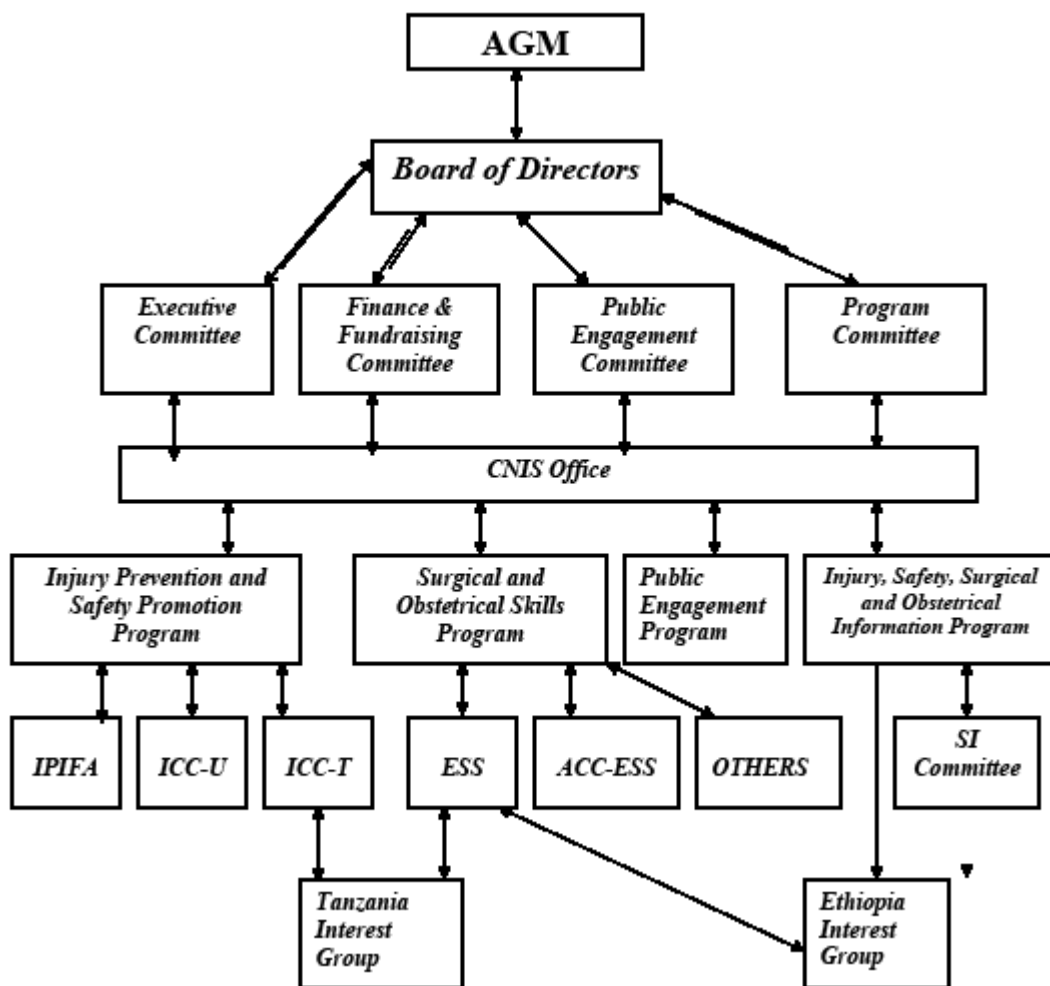 AGM
Board of Directors
Executive
Committee
Finance &
Fundraising
Committee
Public
Engagement
Committee
Program
Committee
CNIS Office
Injury Prevention and
Safety Promotion
Program
Surgical and
Obstetrical Skills
Program
Public
Engagement
Program
Injury, Safety, Surgical
and Obstetrical
Information Program
IPIFA
ICC-U
ICC-T
ESS
ACC-ESS
OTHERS
SI
Committee
Tanzania
Interest
Group
Ethiopia
Interest
Group